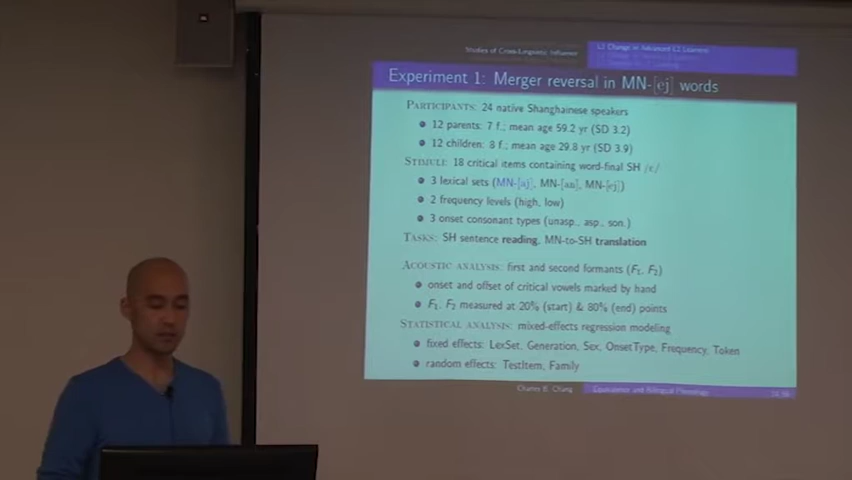 Studies of Cross-Linguistic Influence
L1 Change in Advanced L2 Learners
Experiment 1: Merger reversal in MN-[ej] words
PARTICIPANTS: 24 native Shanghainese speakers
12 parents: 7 f.; mean age 59.2 yr (SD 3.2)
12 children: 8 f.; mean age 29.8 yr (SD 3.9)
STIMULI: 18 critical items containing word-final SH /ɛ/
3 lexical sets (MN-[aj], MN-[an], MN-[ej])
2 frequency levels (high, low)
3 onset consonant types (unasp., asp., son.)
TASKS: SH sentence reading, MN-to-SH translation
ACOUSTIC ANALYSIS: first and second formants (F₁, F₂)
onset and offset of critical vowels marked by hand
F₁, F₂ measured at 20% (start) & 80% (end) points
STATISTICAL ANALYSIS: mixed-effects regression modeling
fixed effects: LexSet, Generation, Sex, OnsetType, Frequency, Token
random effects: TestItem, Family
Charles B. Chang
Equivalence and Bilingual Phonology